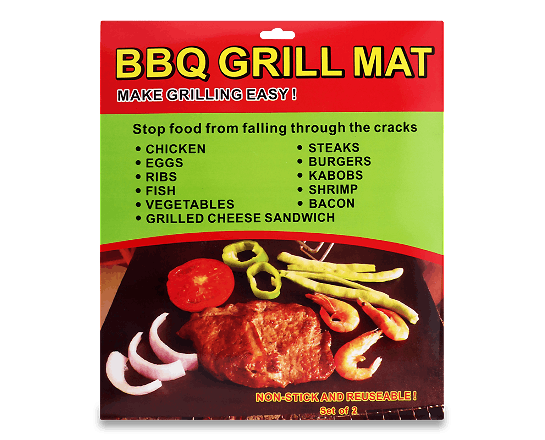 BBQ GRILL MAT
MAKE GRILLING EASY !
Stop food from falling through the cracks
• CHICKEN
• EGGS
• RIBS
• FISH
• VEGETABLES
• GRILLED CHEESE SANDWICH
• STEAKS
• BURGERS
• KABOBS
• SHRIMP
• BACON
NON-STICK AND REUSEABLE !
Set of 2